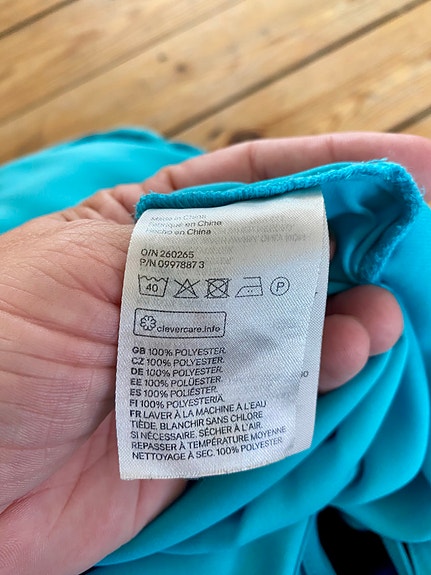 Made in China
Fabriqué en Chine
Hecho en China
O/N 260265
P/N 09978873
40
P
clevercare.info
GB 100% POLYESTER.
CZ 100% POLYESTER.
DE 100% POLYESTER.
EE 100% POLÜESTER.
ES 100% POLIÉSTER.
FI 100% POLYESTERIÄ.
FR LAVER À LA MACHINE À L'EAU
TIÈDE, BLANCHIR SANS CHLORE
SI NÉCESSAIRE, SÉCHER À L'AIR.
REPASSER À TEMPÉRATURE MOYENNE
NETTOYAGE À SEC. 100% POLYESTER